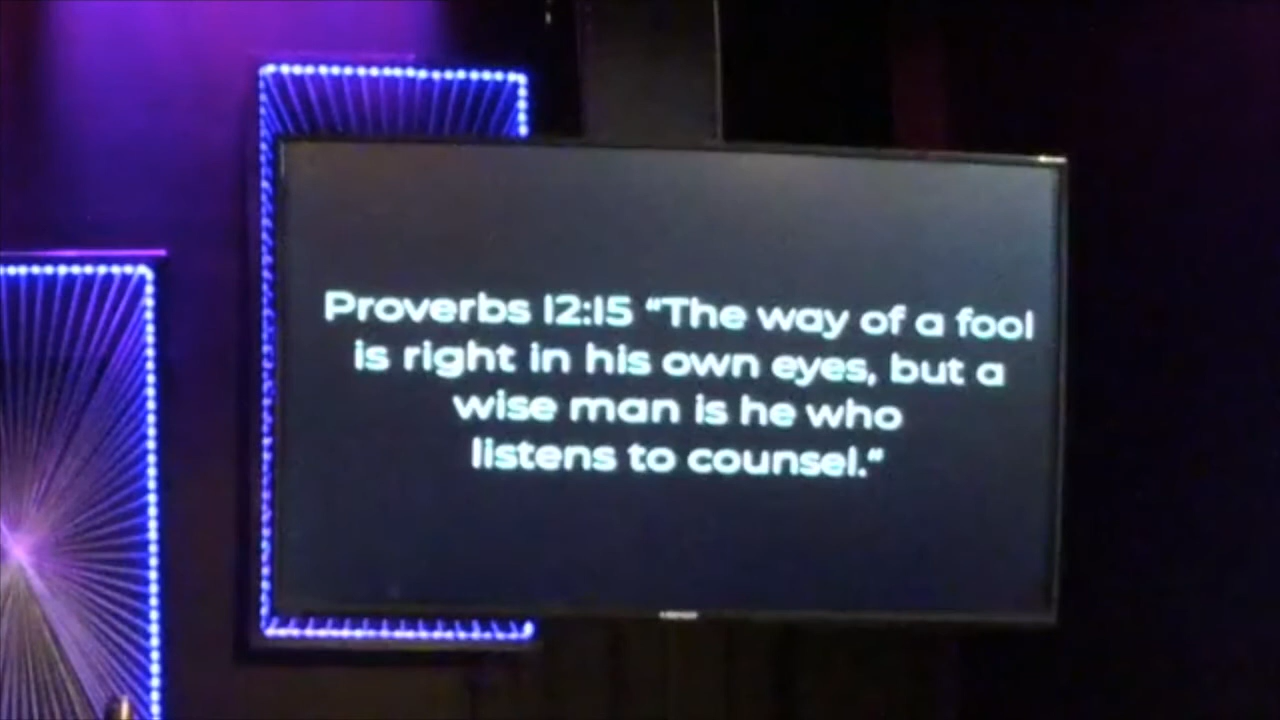 Proverbs 12:15 “The way of a fool
is right in his own eyes, but a
wise man is he who
listens to counsel.“